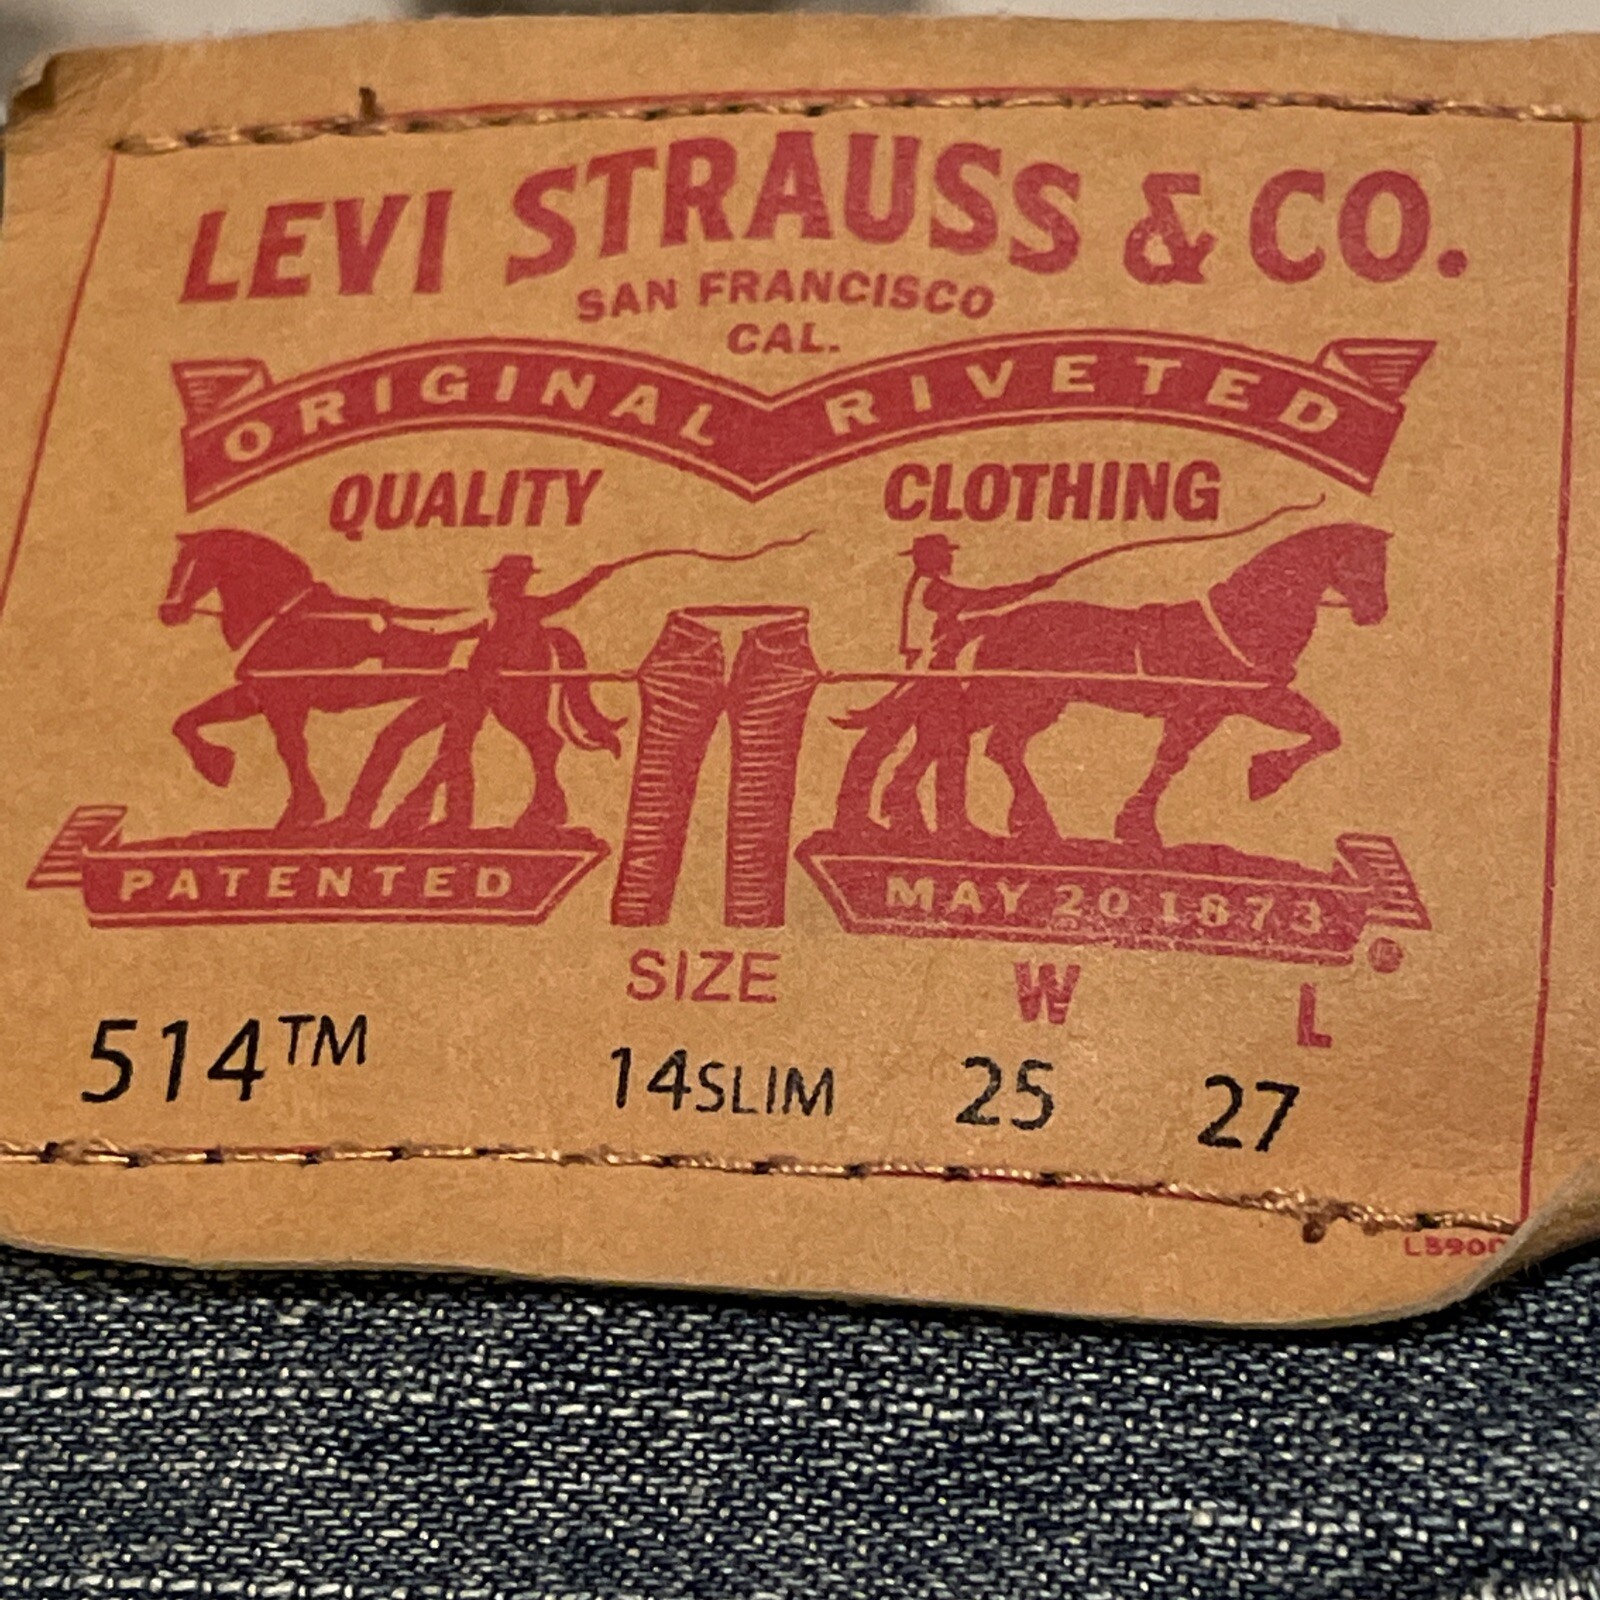 LEVI STRAUSS & CO.
SAN FRANCISCO
CAL.
ORIGINAL RIVETED
QUALITY CLOTHING
PATENTED
MAY 20 1873
SIZE W L
514™ 14SLIM 25 27